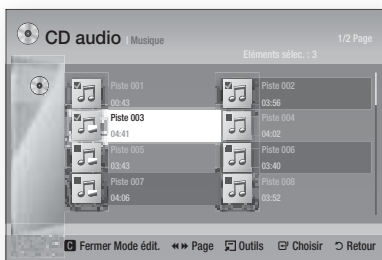 CD audio | Musique
1/2 Page
Eléments sélec. : 3
Piste 001
00:43
Piste 002
03:56
Piste 003
04:41
Piste 004
04:02
Piste 005
03:43
Piste 006
03:40
Piste 007
04:06
Piste 008
03:52
C Fermer Mode édit. Page Outils Choisir Retour